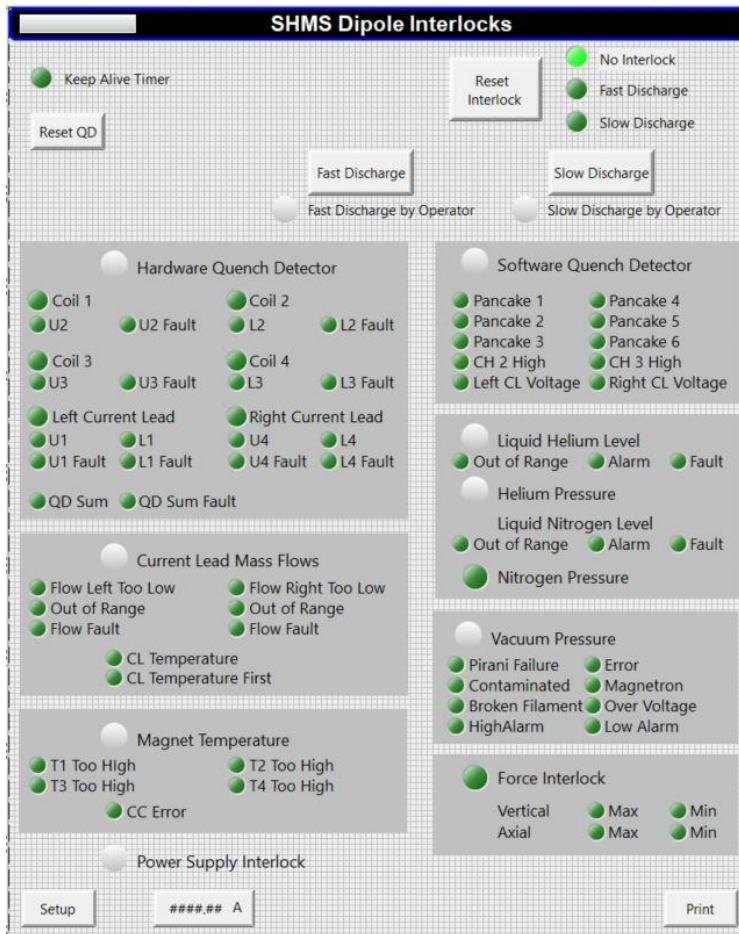 SHMS Dipole Interlocks
No Interlock
Keep Alive Timer
Reset
Interlock
Fast Discharge
Reset QD
Slow Discharge
Fast Discharge
Slow Discharge
Fast Discharge by Operator
Slow Discharge by Operator
Hardware Quench Detector
Coil 1
Coil 2
U2
U2 Fault
L2
L2 Fault
Coil 3
Coil 4
U3
U3 Fault
L3
L3 Fault
Left Current Lead
Right Current Lead
U1
L1
U4
L4
U1 Fault
L1 Fault
U4 Fault
L4 Fault
QD Sum
QD Sum Fault
Software Quench Detector
Pancake 1
Pancake 4
Pancake 2
Pancake 5
Pancake 3
Pancake 6
CH 2 High
CH 3 High
Left CL Voltage
Right CL Voltage
Liquid Helium Level
Out of Range
Alarm
Fault
Helium Pressure
Liquid Nitrogen Level
Out of Range
Alarm
Fault
Nitrogen Pressure
Current Lead Mass Flows
Flow Left Too Low
Flow Right Too Low
Out of Range
Out of Range
Flow Fault
Flow Fault
CL Temperature
CL Temperature First
Vacuum Pressure
Pirani Failure
Error
Contaminated
Magnetron
Broken Filament
Over Voltage
HighAlarm
Low Alarm
Magnet Temperature
T1 Too HIgh
T2 Too High
T3 Too High
T4 Too High
CC Error
Force Interlock
Vertical
Max
Min
Axial
Max
Min
Power Supply Interlock
Setup
####.## A
Print